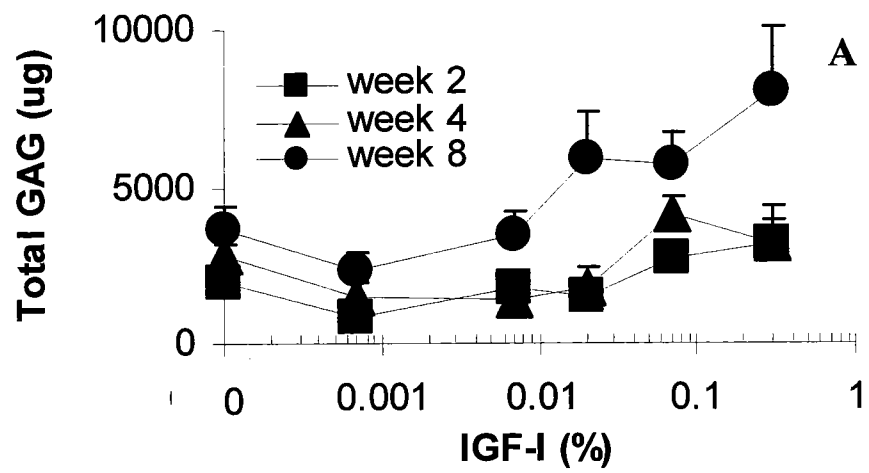 10000
A
week 2
week 4
week 8
5000
0
Total GAG (ug)
0 0.001 0.01 0.1 1
IGF-I (%)